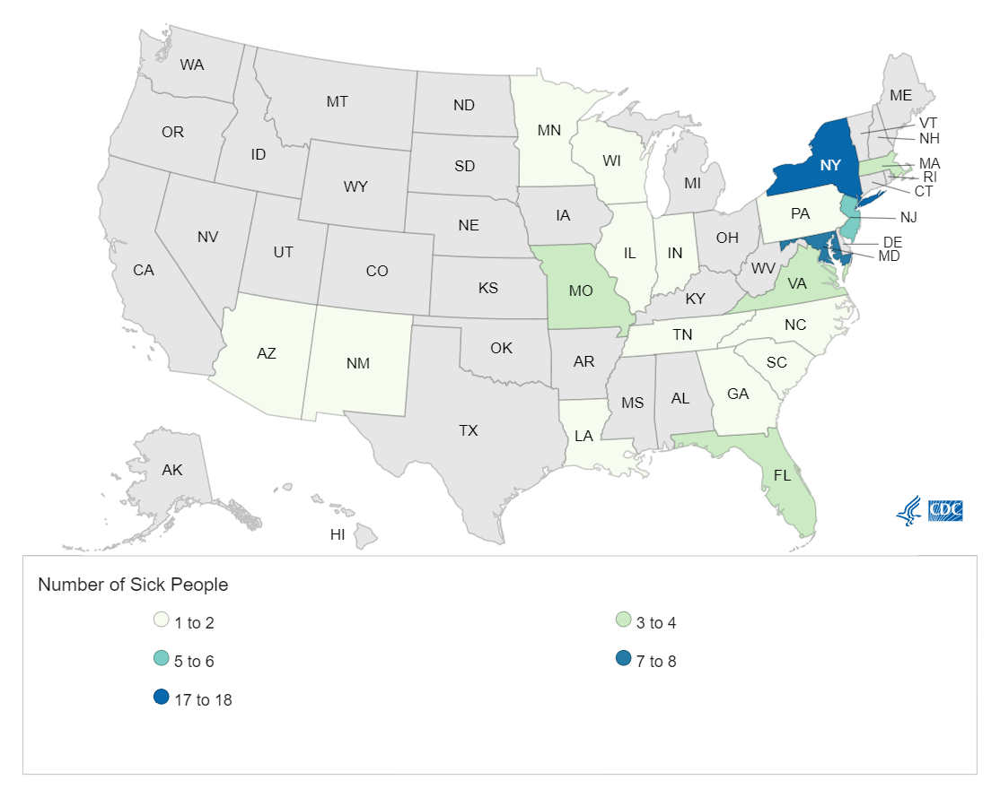 WA
MT
ND
MN
ME
VT
NH
OR
ID
SD
WI
MI
NY
MA
RI
CT
WY
IA
PA
NJ
NE
NV
UT
IL
IN
OH
DE
MD
CA
CO
KS
MO
WV
VA
KY
AZ
NM
OK
AR
TN
NC
SC
MS
AL
GA
TX
LA
AK
FL
HI
CDC
Number of Sick People
1 to 2
3 to 4
5 to 6
7 to 8
17 to 18